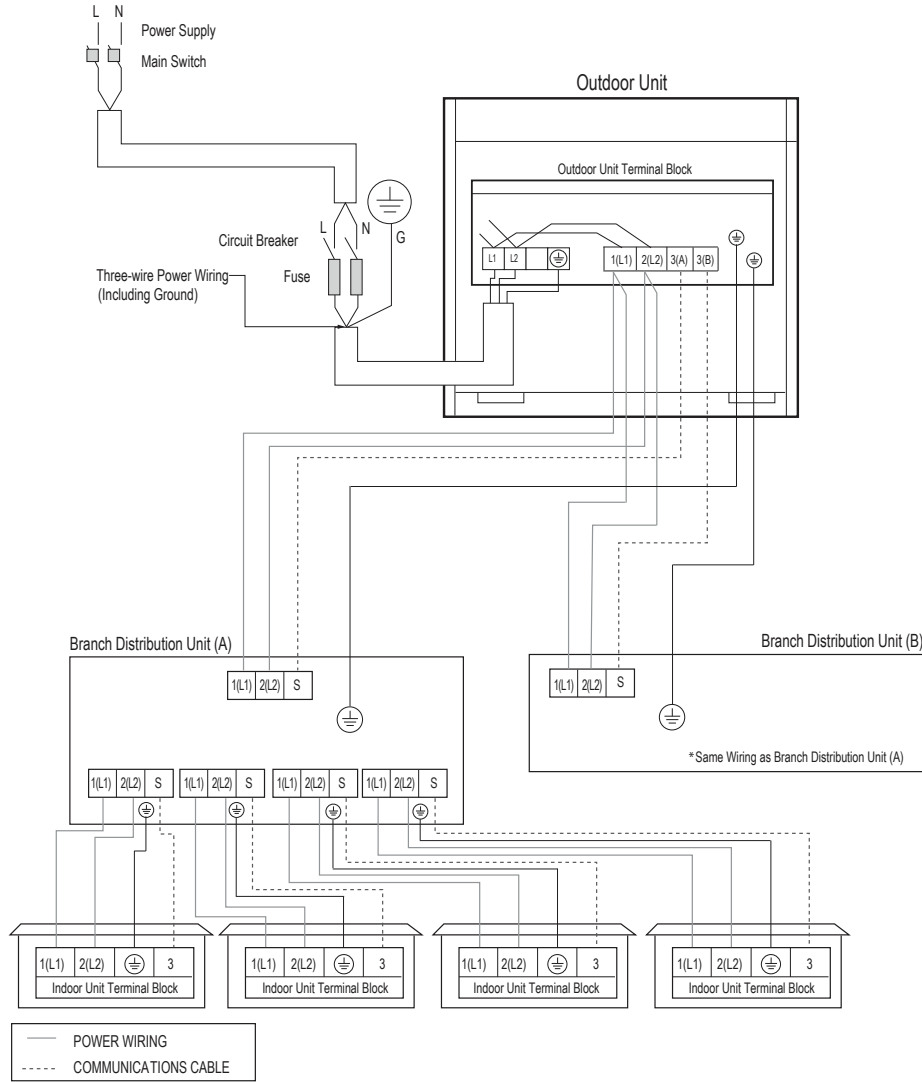 L N
Power Supply
Main Switch
Outdoor Unit
Outdoor Unit Terminal Block
L N
G
Circuit Breaker
Fuse
Three-wire Power Wiring
(Including Ground)
L1 L2
1(L1) 2(L2) 3(A) 3(B)
Branch Distribution Unit (A)
1(L1) 2(L2) S
1(L1) 2(L2) S 1(L1) 2(L2) S 1(L1) 2(L2) S 1(L1) 2(L2) S
Branch Distribution Unit (B)
1(L1) 2(L2) S
*Same Wiring as Branch Distribution Unit (A)
1(L1) 2(L2) 3
Indoor Unit Terminal Block
1(L1) 2(L2) 3
Indoor Unit Terminal Block
1(L1) 2(L2) 3
Indoor Unit Terminal Block
1(L1) 2(L2) 3
Indoor Unit Terminal Block
POWER WIRING
COMMUNICATIONS CABLE